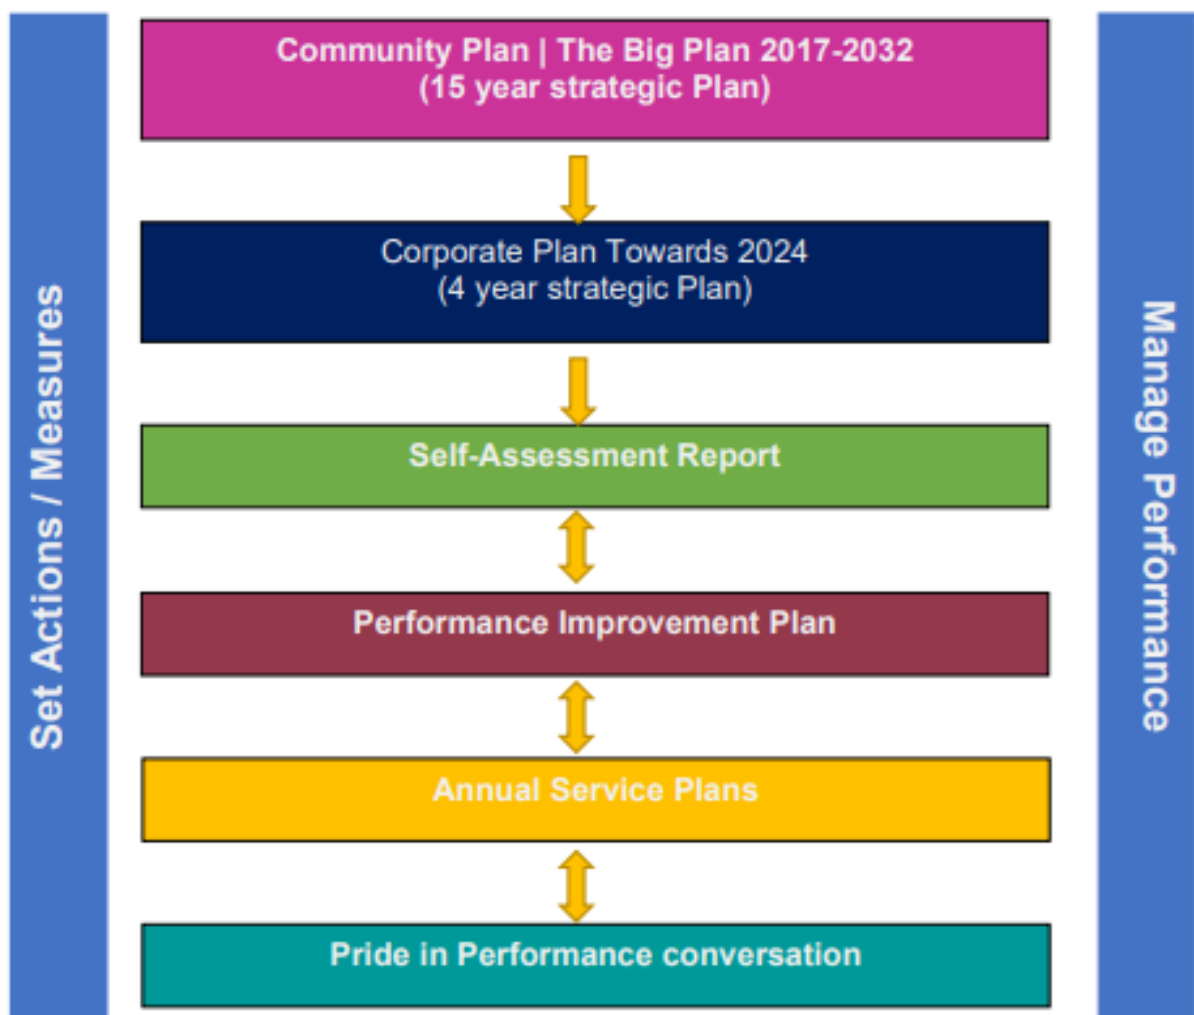 Set Actions / Measures
Community Plan | The Big Plan 2017-2032
(15 year strategic Plan)
Corporate Plan Towards 2024
(4 year strategic Plan)
Self-Assessment Report
Performance Improvement Plan
Annual Service Plans
Pride in Performance conversation
Manage Performance